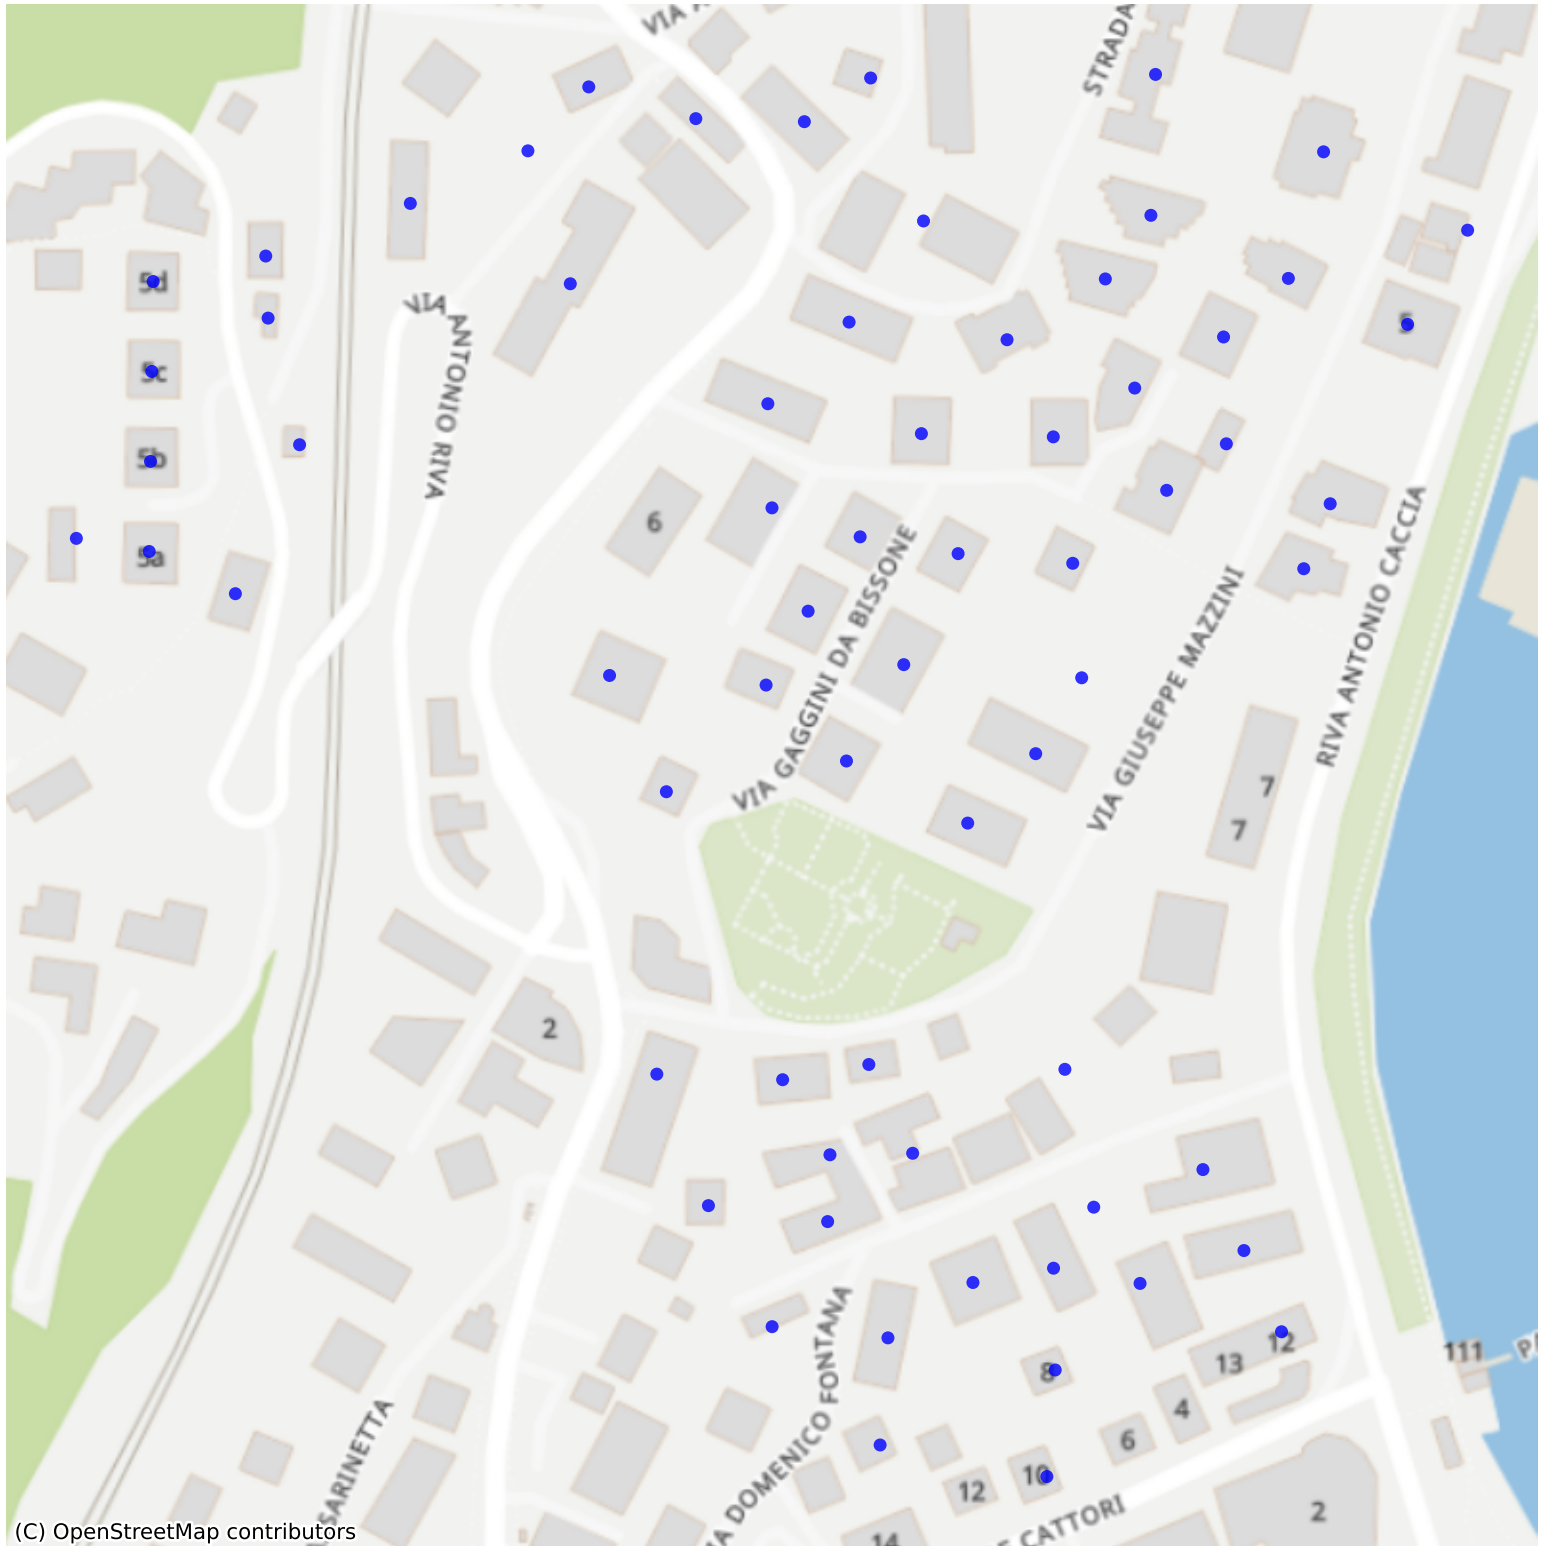 STRADA
5d
VIA ANTONIO RIVA
5
5c
5b
6
5a
VIA GAGGINI DA BISSONE
VIA GIUSEPPE MAZZINI
RIVA ANTONIO CACCIA
7
7
2
VIA DOMENICO FONTANA
12
13
111
8
4
6
10
12
2
14
CATTORI
(C) OpenStreetMap contributors